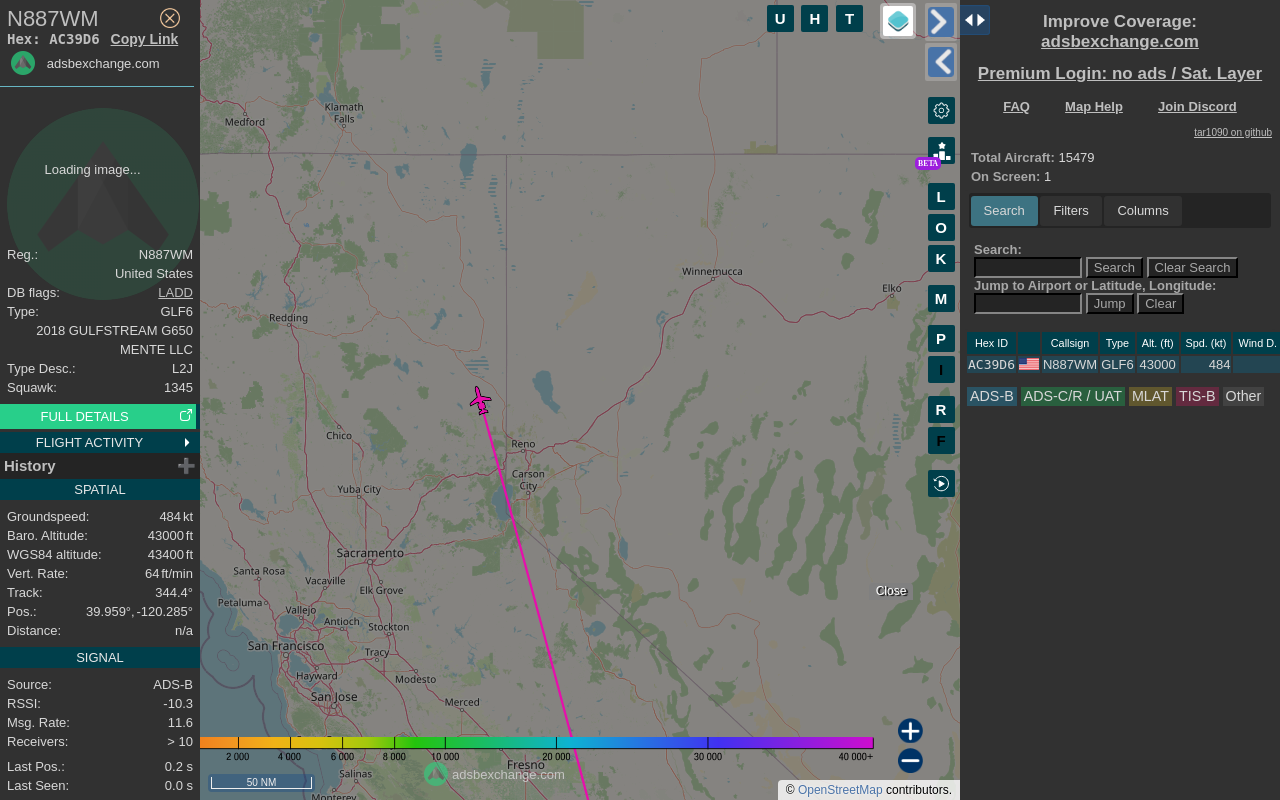 N887WM
Hex: AC39D6 Copy Link
adsbexchange.com
Loading image...
Reg.: N887WM
United States
DB flags: LADD
Type: GLF6
2018 GULFSTREAM G650
MENTE LLC
Type Desc.: L2J
Squawk: 1345
FULL DETAILS
FLIGHT ACTIVITY
History
SPATIAL
Groundspeed: 484 kt
Baro. Altitude: 43000 ft
WGS84 altitude: 43400 ft
Vert. Rate: 64 ft/min
Track: 344.4°
Pos.: 39.959°, -120.285°
Distance: n/a
SIGNAL
Source: ADS-B
RSSI: -10.3
Msg. Rate: 11.6
Receivers: > 10
Last Pos.: 0.2 s
Last Seen: 0.0 s
U H T
Klamath
Falls
Medford
BETA
L
O
K
M
P
I
R
F
Winnemucca
Elko
Redding
Chico
Reno
Carson
City
Yuba City
Sacramento
Santa Rosa
Vacaville
Elk Grove
Petaluma
Vallejo
Antioch
Stockton
San Francisco
Tracy
Hayward
Modesto
San Jose
Merced
Close
2 000 4 000 6 000 8 000 10 000 20 000 30 000 40 000+
Fresno
Salinas
adsbexchange.com
50 NM
Monterey
© OpenStreetMap contributors.
Improve Coverage:
adsbexchange.com
Premium Login: no ads / Sat. Layer
FAQ Map Help Join Discord
tar1090 on github
Total Aircraft: 15479
On Screen: 1
Search Filters Columns
Search:
Search Clear Search
Jump to Airport or Latitude, Longitude:
Jump Clear
Hex ID Callsign Type Alt. (ft) Spd. (kt) Wind D.
AC39D6 N887WM GLF6 43000 484
ADS-B ADS-C/R / UAT MLAT TIS-B Other